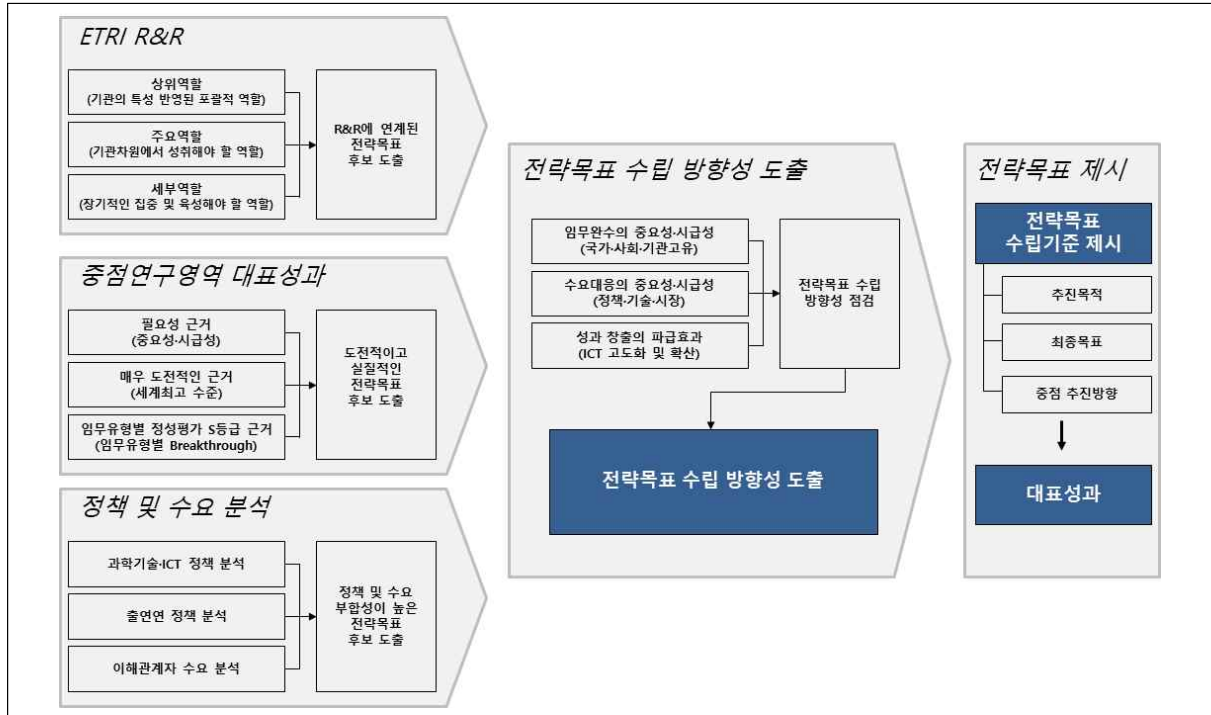 ETRI R&R
상위역할
(기관의 특성 반영된 포괄적 역할)
주요역할
(기관차원에서 성취해야 할 역할)
세부역할
(장기적인 집중 및 육성해야 할 역할)
R&R에 연계된
전략목표
후보 도출
중점연구영역 대표성과
필요성 근거
(중요성·시급성)
매우 도전적인 근거
(세계최고 수준)
임무유형별 정성평가 S등급 근거
(임무유형별 Breakthrough)
도전적이고
실질적인
전략목표
후보 도출
정책 및 수요 분석
과학기술·ICT 정책 분석
출연연 정책 분석
이해관계자 수요 분석
정책 및 수요
부합성이 높은
전략목표
후보 도출
전략목표 수립 방향성 도출
임무완수의 중요성·시급성
(국가·사회·기관고유)
수요대응의 중요성·시급성
(정책·기술·시장)
성과 창출의 파급효과
(ICT 고도화 및 확산)
전략목표 수립
방향성 점검
전략목표 수립 방향성 도출
전략목표 제시
전략목표
수립기준 제시
추진목적
최종목표
중점 추진방향
대표성과